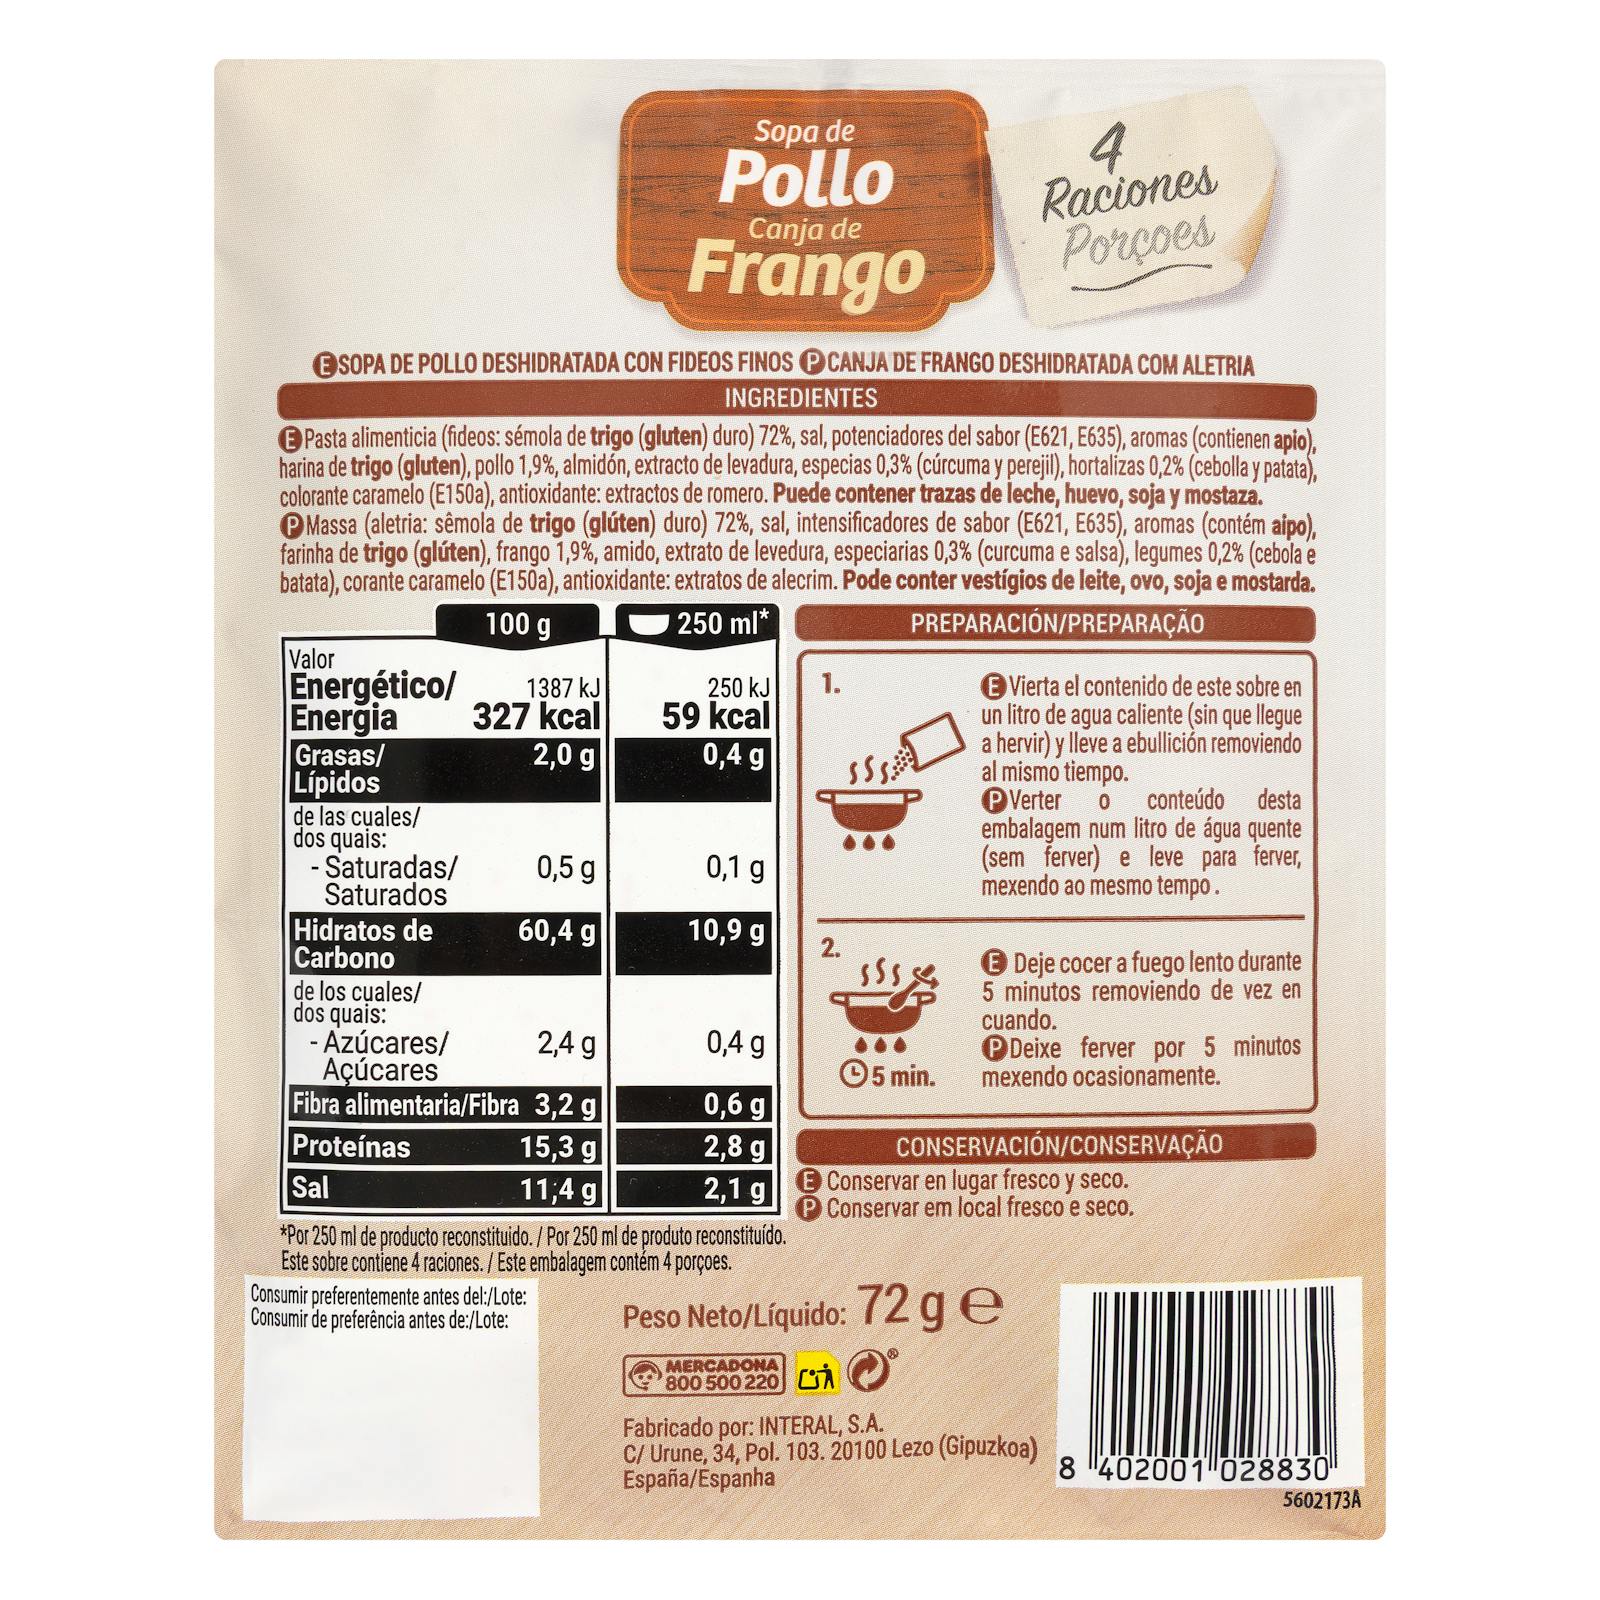 Sopa de
Pollo
Canja de
Frango
4
Raciones
Porçoes
E SOPA DE POLLO DESHIDRATADA CON FIDEOS FINOS P CANJA DE FRANGO DESHIDRATADA COM ALETRIA
INGREDIENTES
E Pasta alimenticia (fideos: sémola de trigo (gluten) duro) 72%, sal, potenciadores del sabor (E621, E635), aromas (contienen apio),
harina de trigo (gluten), pollo 1,9%, almidón, extracto de levadura, especias 0,3% (cúrcuma y perejil), hortalizas 0,2% (cebolla y patata),
colorante caramelo (E150a), antioxidante: extractos de romero. Puede contener trazas de leche, huevo, soja y mostaza.
P Massa (aletria: sêmola de trigo (glúten) duro) 72%, sal, intensificadores de sabor (E621, E635), aromas (contém aipo),
farinha de trigo (glúten), frango 1,9%, amido, extrato de levedura, especiarias 0,3% (curcuma e salsa), legumes 0,2% (cebola e
batata), corante caramelo (E150a), antioxidante: extratos de alecrim. Pode conter vestígios de leite, ovo, soja e mostarda.
100 g 250 ml*
Valor
Energético/ 1387 kJ 250 kJ
Energia 327 kcal 59 kcal
Grasas/ 2,0 g 0,4 g
Lípidos
de las cuales/
dos quais:
- Saturadas/ 0,5 g 0,1 g
Saturados
Hidratos de 60,4 g 10,9 g
Carbono
de los cuales/
dos quais:
- Azúcares/ 2,4 g 0,4 g
Açúcares
Fibra alimentaria/Fibra 3,2 g 0,6 g
Proteínas 15,3 g 2,8 g
Sal 11,4 g 2,1 g
*Por 250 ml de producto reconstituido. / Por 250 ml de produto reconstituído.
Este sobre contiene 4 raciones. / Este embalagem contém 4 porçoes.
PREPARACIÓN/PREPARAÇÃO
1.
E Vierta el contenido de este sobre en
un litro de agua caliente (sin que llegue
a hervir) y lleve a ebullición removiendo
al mismo tiempo.
P Verter o conteúdo desta
embalagem num litro de água quente
(sem ferver) e leve para ferver,
mexendo ao mesmo tempo .
2.
E Deje cocer a fuego lento durante
5 minutos removiendo de vez en
cuando.
P Deixe ferver por 5 minutos
mexendo ocasionamente.
5 min.
CONSERVACIÓN/CONSERVAÇÃO
E Conservar en lugar fresco y seco.
P Conservar em local fresco e seco.
Consumir preferentemente antes del:/Lote:
Consumir de preferência antes de:/Lote:
Peso Neto/Líquido: 72 g e
MERCADONA
800 500 220
®
Fabricado por: INTERAL, S.A.
C/ Urune, 34, Pol. 103. 20100 Lezo (Gipuzkoa)
España/Espanha
8 402001 028830
5602173A